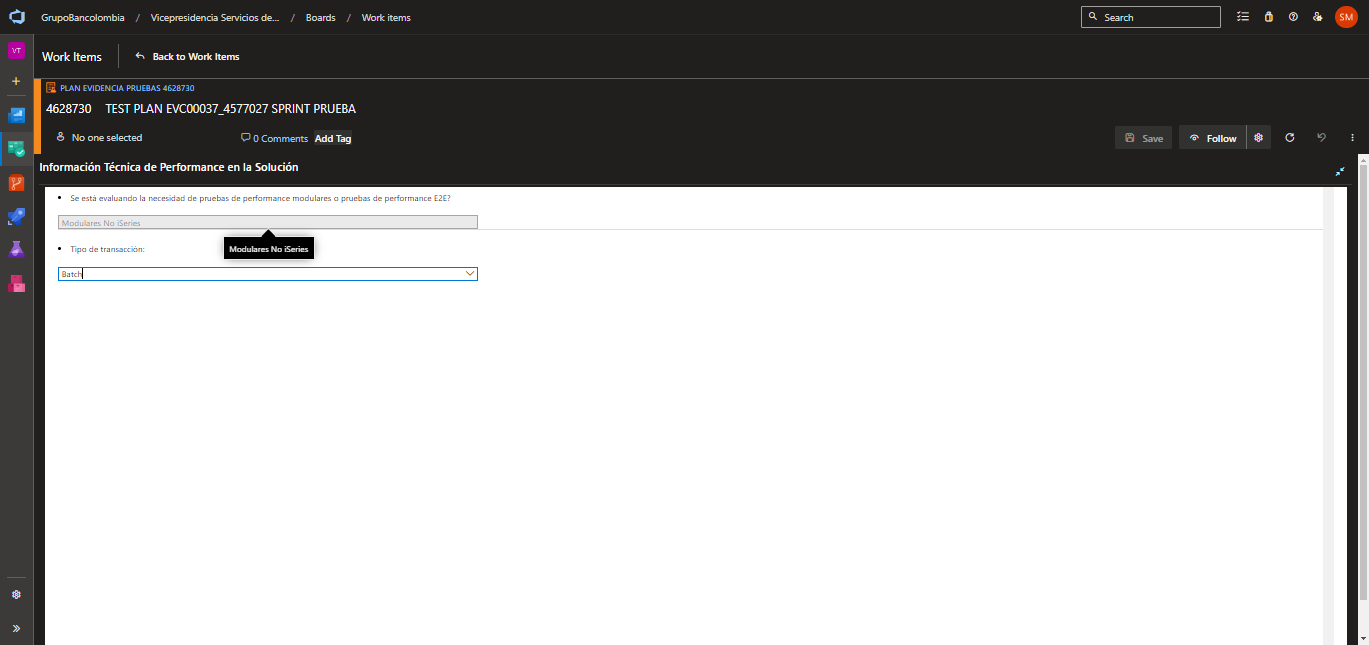 GrupoBancolombia / Vicepresidencia Servicios de... / Boards / Work items
Search
SM
VT
Work Items
Back to Work Items
PLAN EVIDENCIA PRUEBAS 4628730
4628730 TEST PLAN EVC00037_4577027 SPRINT PRUEBA
No one selected
0 Comments
Add Tag
Save
Follow
Información Técnica de Performance en la Solución
Se está evaluando la necesidad de pruebas de performance modulares o pruebas de performance E2E?
Modulares No iSeries
Modulares No iSeries
Tipo de transacción:
Batch